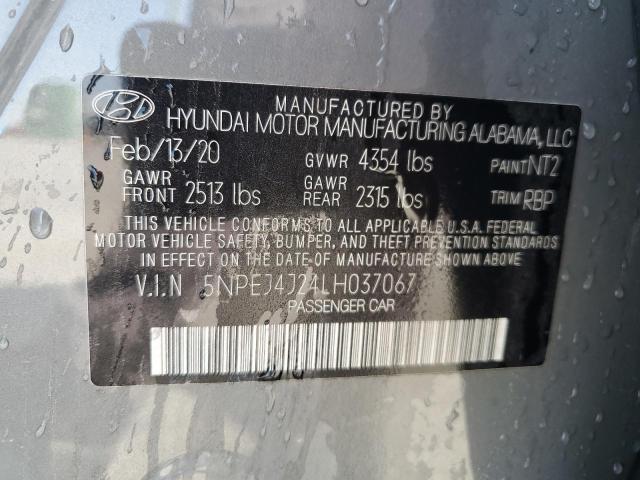 MANUFACTURED BY
HYUNDAI MOTOR MANUFACTURING ALABAMA, LLC
Feb/13/20 GVWR 4354 lbs PAINT NT2
GAWR FRONT 2513 lbs GAWR REAR 2315 lbs TRIM RBP
THIS VEHICLE CONFORMS TO ALL APPLICABLE U.S.A. FEDERAL
MOTOR VEHICLE SAFETY, BUMPER, AND THEFT PREVENTION STANDARDS
IN EFFECT ON THE DATE OF MANUFACTURE SHOWN ABOVE.
V.I.N 5NPEJ4J24LH037067
PASSENGER CAR